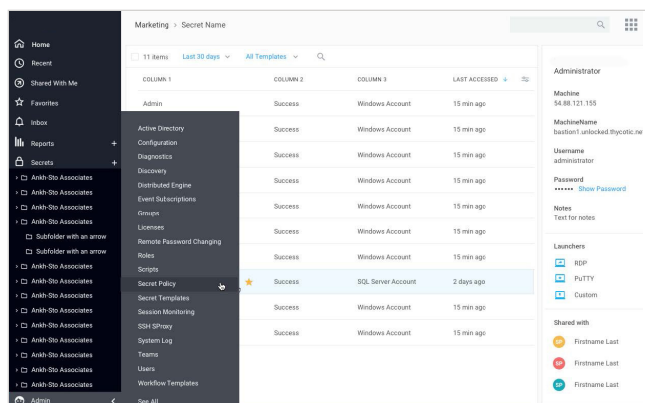 Marketing > Secret Name
Home
Recent
Shared With Me
Favorites
Inbox
Reports +
Secrets +
> Ankh-Sto Associates
> Ankh-Sto Associates
> Ankh-Sto Associates
> Ankh-Sto Associates
Subfolder with an arrow
Subfolder with an arrow
> Ankh-Sto Associates
> Ankh-Sto Associates
> Ankh-Sto Associates
> Ankh-Sto Associates
> Ankh-Sto Associates
> Ankh-Sto Associates
> Ankh-Sto Associates
> Ankh-Sto Associates
> Ankh-Sto Associates
Admin
Active Directory
Configuration
Diagnostics
Discovery
Distributed Engine
Event Subscriptions
Groups
Licenses
Remote Password Changing
Roles
Scripts
Secret Policy
Secret Templates
Session Monitoring
SSH SProxy
System Log
Teams
Users
Workflow Templates
See All
11 items Last 30 days All Templates
COLUMN 1 COLUMN 2 COLUMN 3 LAST ACCESSED
Admin Success Windows Account 15 min ago
Success Windows Account 15 min ago
Success Windows Account 15 min ago
Success Windows Account 15 min ago
Success Windows Account 15 min ago
Success Windows Account 15 min ago
Success Windows Account 15 min ago
Success SQL Server Account 2 days ago
Success Windows Account 15 min ago
Success Windows Account 15 min ago
Administrator
Machine
54.88.121.155
MachineName
bastion1.unlocked.thycotic.ne
Username
administrator
Password
•••••• Show Password
Notes
Text for notes
Launchers
RDP
PuTTY
Custom
Shared with
SP Firstname Last
SP Firstname Last
SP Firstname Last